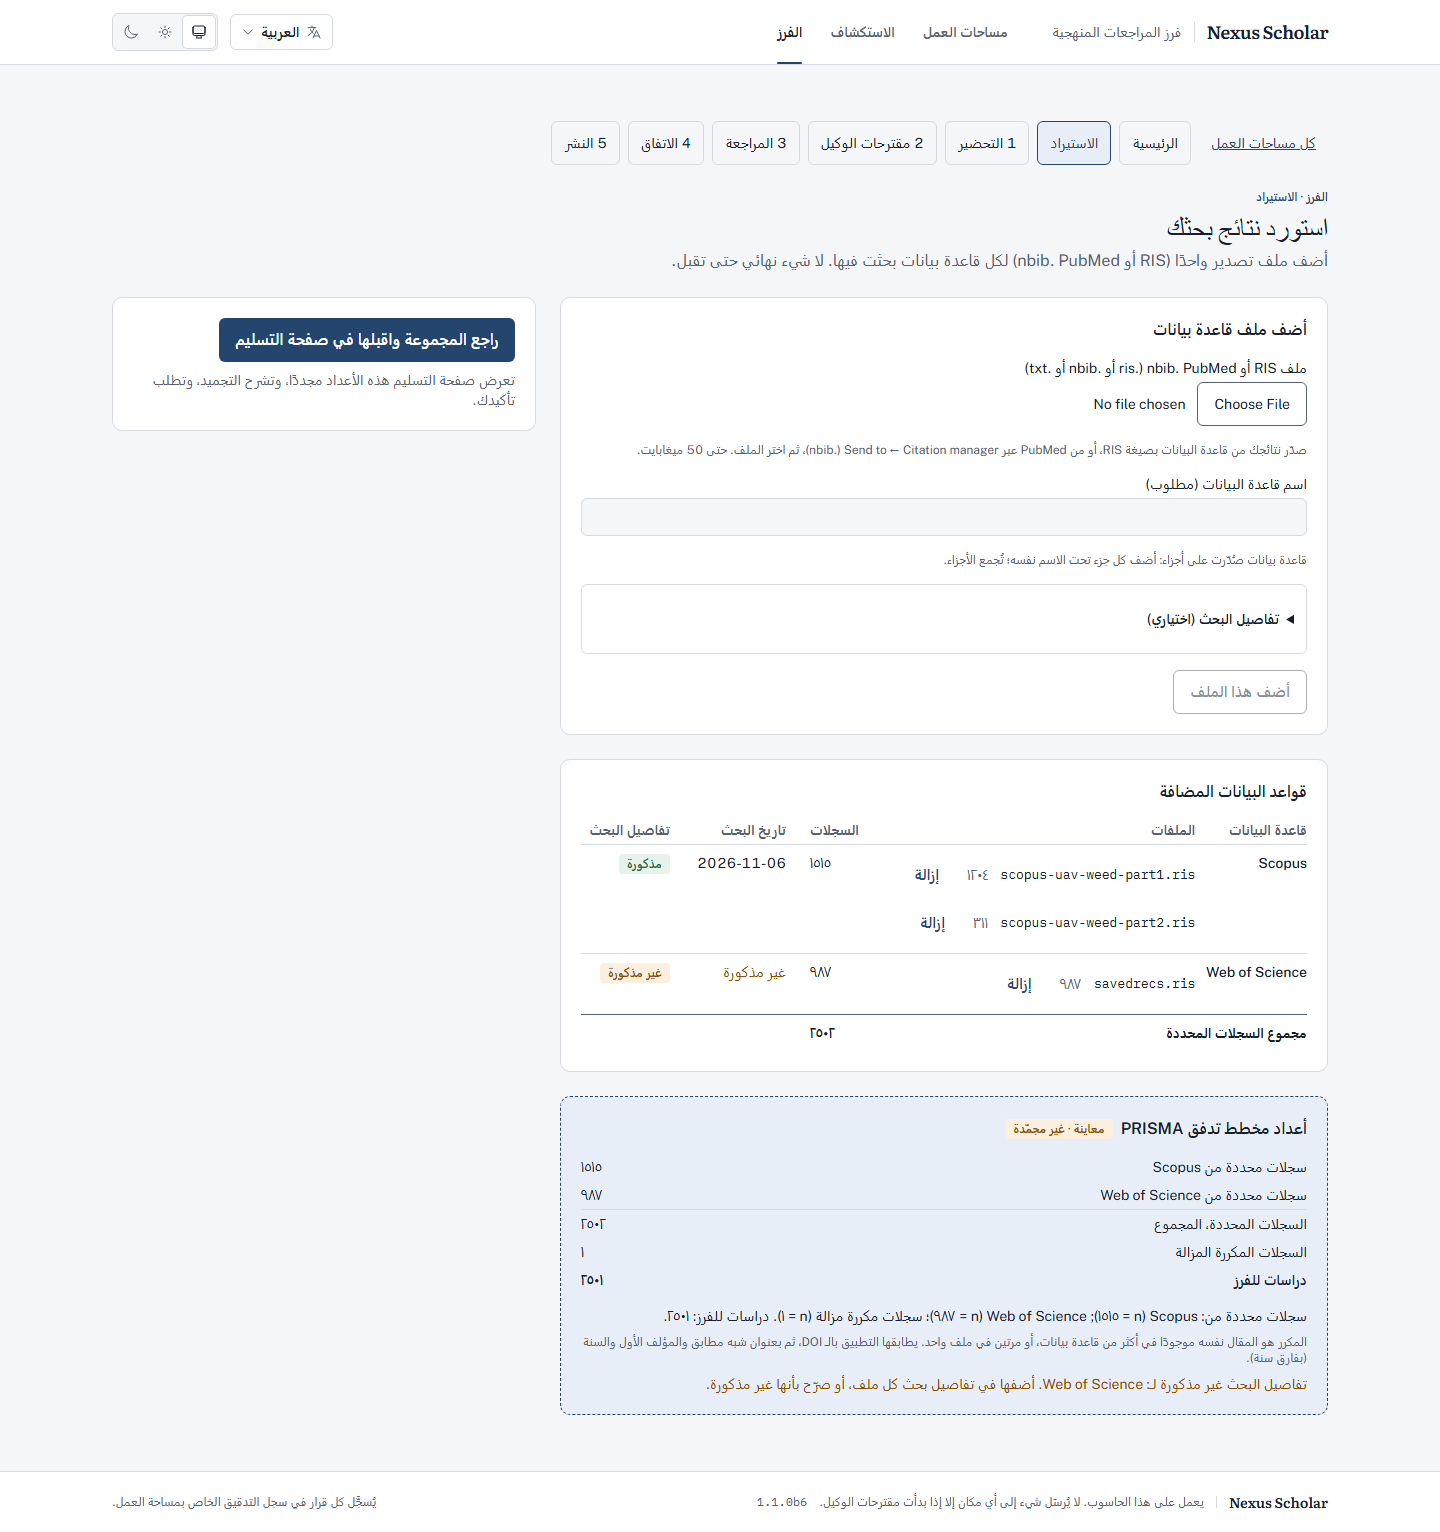 Nexus Scholar
فرز المراجعات المنهجية
مساحات العمل
الاستكشاف
الفرز
العربية
كل مساحات العمل
الرئيسية
الاستيراد
1 التحضير
2 مقترحات الوكيل
3 المراجعة
4 الاتفاق
5 النشر
الفرز · الاستيراد
استورد نتائج بحثك
أضف ملف تصدير واحدًا (RIS أو nbib. PubMed) لكل قاعدة بيانات بحثت فيها. لا شيء نهائي حتى تقبل.
أضف ملف قاعدة بيانات
ملف RIS أو nbib. PubMed (.ris أو .nbib أو .txt)
Choose File No file chosen
صدّر نتائجك من قاعدة البيانات بصيغة RIS، أو من PubMed عبر Send to ← Citation manager (.nbib)، ثم اختر الملف. حتى 50 ميغابايت.
اسم قاعدة البيانات (مطلوب)
قاعدة بيانات صُدّرت على أجزاء: أضف كل جزء تحت الاسم نفسه؛ تُجمع الأجزاء.
تفاصيل البحث (اختياري)
أضف هذا الملف
راجع المجموعة واقبلها في صفحة التسليم
تعرض صفحة التسليم هذه الأعداد مجددًا، وتشرح التجميد، وتطلب
تأكيدك.
قواعد البيانات المضافة
قاعدة البيانات الملفات السجلات تاريخ البحث تفاصيل البحث
Scopus scopus-uav-weed-part1.ris ١٢٠٤ إزالة ١٥١٥ 2026-11-06 مذكورة
scopus-uav-weed-part2.ris ٣١١ إزالة
Web of Science savedrecs.ris ٩٨٧ إزالة ٩٨٧ غير مذكورة غير مذكورة
مجموع السجلات المحددة ٢٥٠٢
أعداد مخطط تدفق PRISMA معاينة · غير مجمّدة
سجلات محددة من Scopus ١٥١٥
سجلات محددة من Web of Science ٩٨٧
السجلات المحددة، المجموع ٢٥٠٢
السجلات المكررة المزالة ١
دراسات للفرز ٢٥٠١
سجلات محددة من: Scopus (n = ١٥١٥); Web of Science (n = ٩٨٧)؛ سجلات مكررة مزالة (n = ١). دراسات للفرز: ٢٥٠١.
المكرر هو المقال نفسه موجودًا في أكثر من قاعدة بيانات، أو مرتين في ملف واحد. يطابقها التطبيق بالـ DOI، ثم بعنوان شبه مطابق والمؤلف الأول والسنة
(بفارق سنة).
تفاصيل البحث غير مذكورة لـ: Web of Science. أضفها في تفاصيل بحث كل ملف، أو صرّح بأنها غير مذكورة.
Nexus Scholar
يعمل على هذا الحاسوب. لا يُرسَل شيء إلى أي مكان إلا إذا بدأت مقترحات الوكيل. 1.1.0b6
يُسجَّل كل قرار في سجل التدقيق الخاص بمساحة العمل.